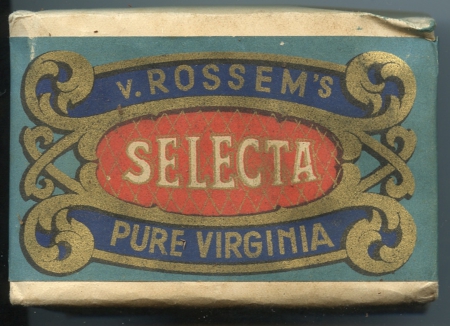 v. ROSSEM'S
SELECTA
PURE VIRGINIA